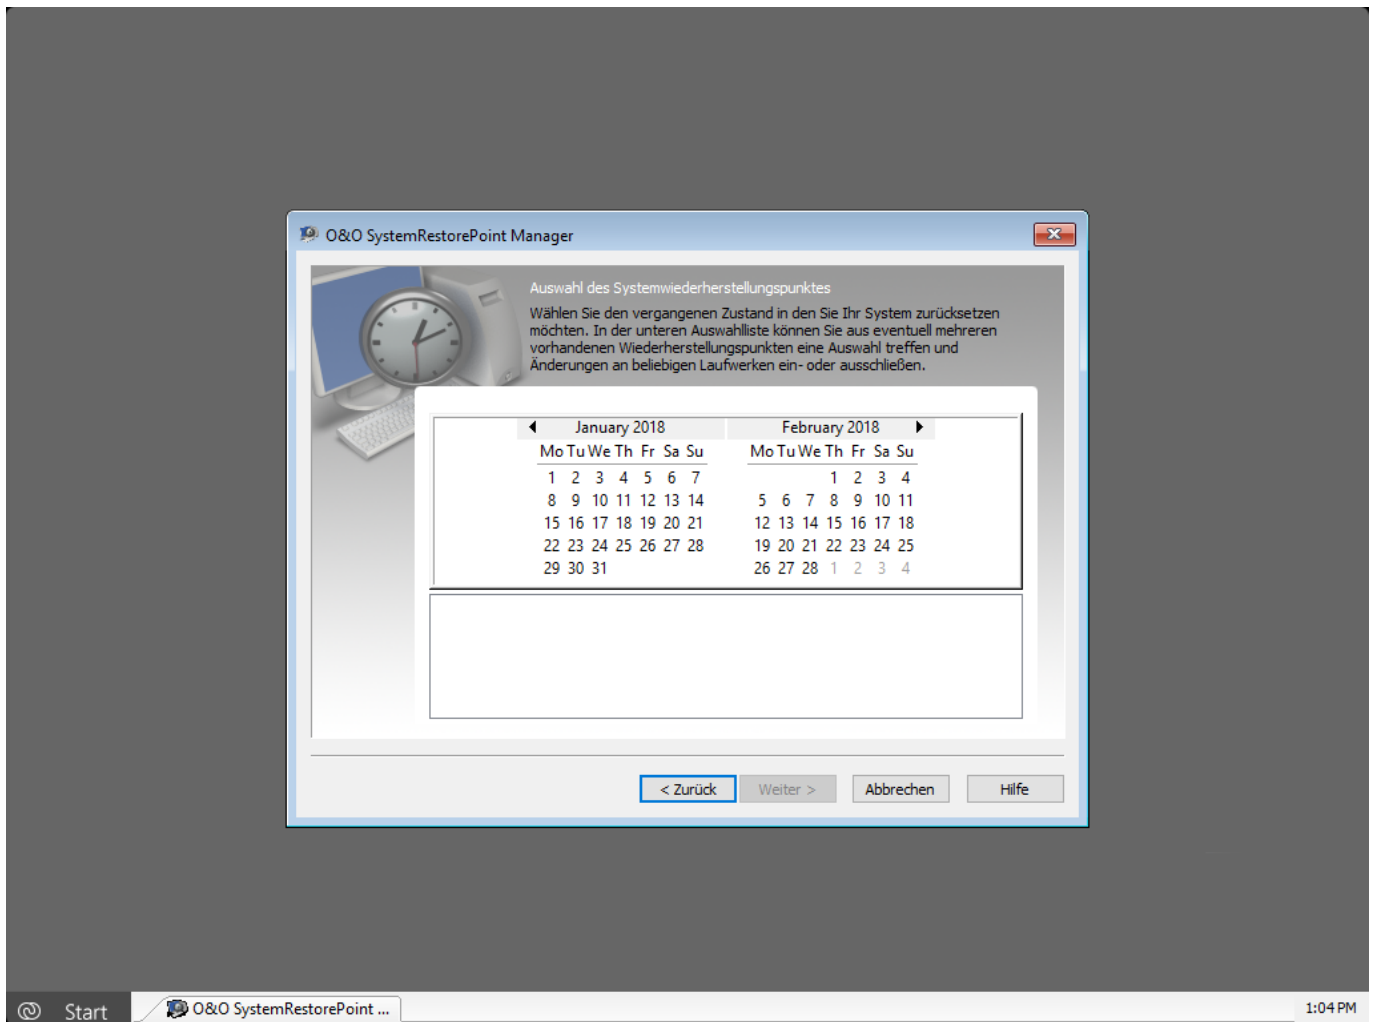 O&O SystemRestorePoint Manager
Auswahl des Systemwiederherstellungspunktes
Wählen Sie den vergangenen Zustand in den Sie Ihr System zurücksetzen
möchten. In der unteren Auswahlliste können Sie aus eventuell mehreren
vorhandenen Wiederherstellungspunkten eine Auswahl treffen und
Änderungen an beliebigen Laufwerken ein- oder ausschließen.
January 2018
Mo Tu We Th Fr Sa Su
1 2 3 4 5 6 7
8 9 10 11 12 13 14
15 16 17 18 19 20 21
22 23 24 25 26 27 28
29 30 31
February 2018
Mo Tu We Th Fr Sa Su
1 2 3 4
5 6 7 8 9 10 11
12 13 14 15 16 17 18
19 20 21 22 23 24 25
26 27 28 1 2 3 4
< Zurück
Weiter >
Abbrechen
Hilfe
Start
O&O SystemRestorePoint ...
1:04 PM